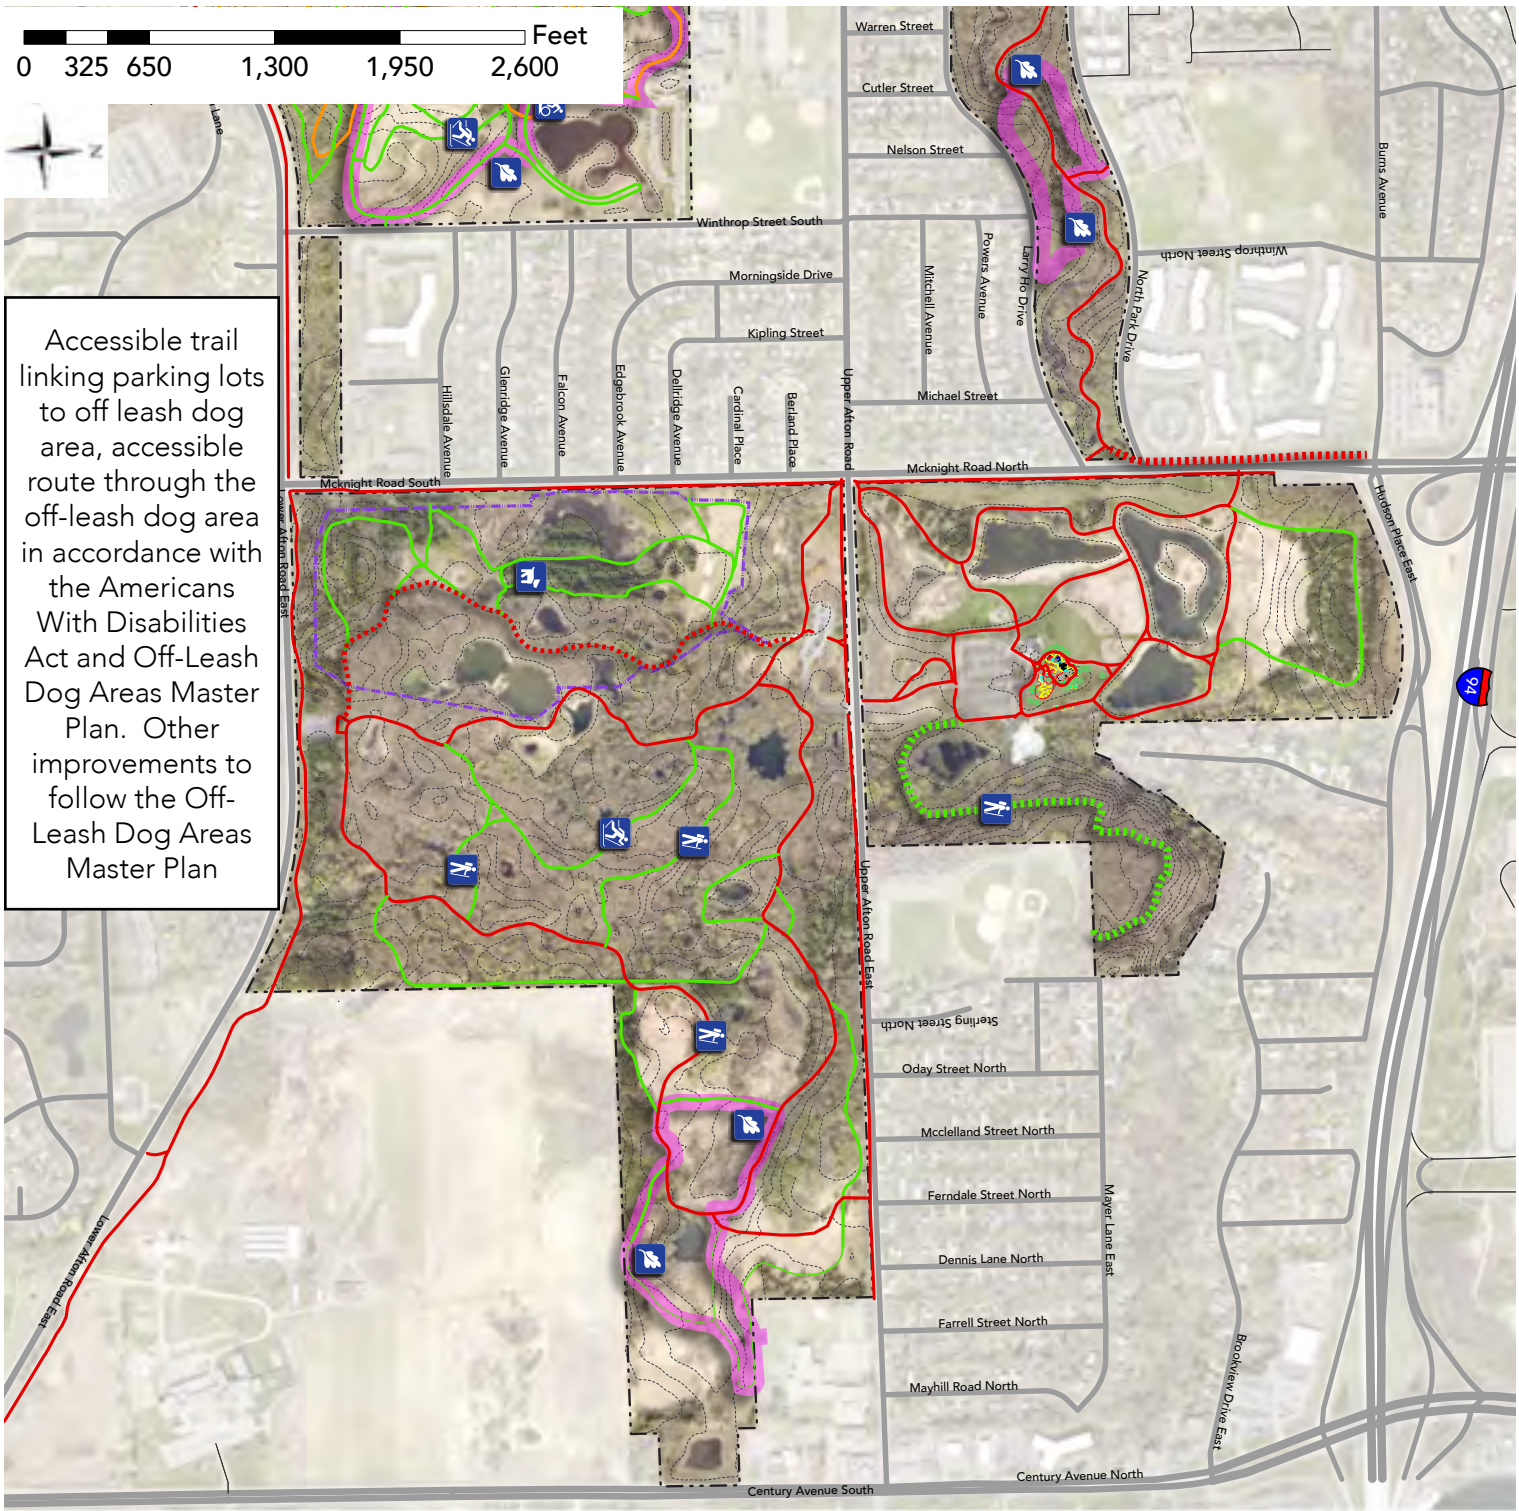 Feet
0 325 650 1,300 1,950 2,600
N
Lane
Accessible trail
linking parking lots
to off leash dog
area, accessible
route through the
off-leash dog area
in accordance with
the Americans
With Disabilities
Act and Off-Leash
Dog Areas Master
Plan.  Other
improvements to
follow the Off-
Leash Dog Areas
Master Plan
Warren Street
Cutler Street
Nelson Street
Burns Avenue
Winthrop Street South
Winthrop Street North
Morningside Drive
Kipling Street
Mitchell Avenue
Powers Avenue
Larry Ho Drive
North Park Drive
Michael Street
Hillsdale Avenue
Glenridge Avenue
Falcon Avenue
Edgebrook Avenue
Dellridge Avenue
Cardinal Place
Berland Place
Upper Afton Road
Mcknight Road South
Mcknight Road North
Lower Afton Road East
Hudson Place East
94
Upper Afton Road East
Sterling Street North
Oday Street North
Mcclelland Street North
Ferndale Street North
Mayer Lane East
Dennis Lane North
Farrell Street North
Mayhill Road North
Brookview Drive East
Lower Afton Road East
Century Avenue North
Century Avenue South